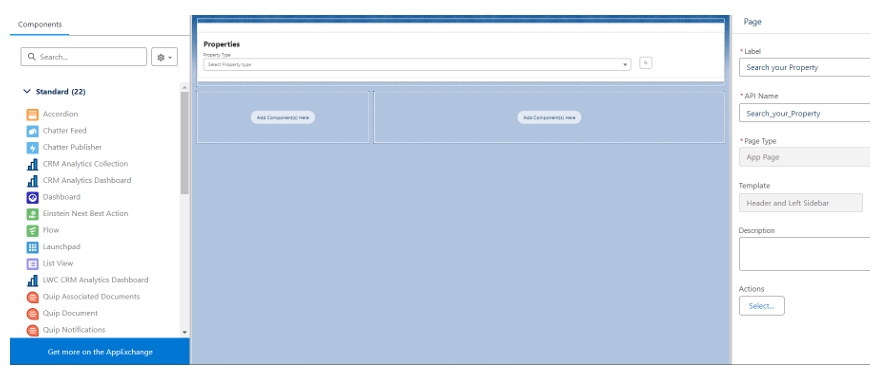 Components
Search...
Standard (22)
Accordion
Chatter Feed
Chatter Publisher
CRM Analytics Collection
CRM Analytics Dashboard
Dashboard
Einstein Next Best Action
Flow
Launchpad
List View
LWC CRM Analytics Dashboard
Quip Associated Documents
Quip Document
Quip Notifications
Get more on the AppExchange
Properties
Property Type
Select Property type
Add Component(s) Here
Add Component(s) Here
Page
*Label
Search your Property
*API Name
Search_your_Property
*Page Type
App Page
Template
Header and Left Sidebar
Description
Actions
Select...